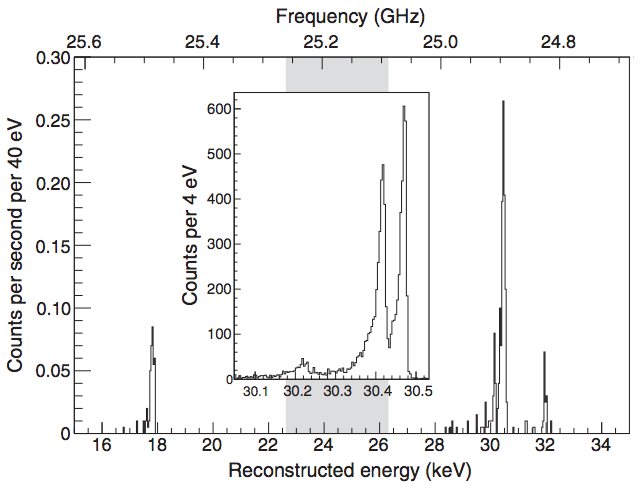 Frequency (GHz)
25.6 25.4 25.2 25.0 24.8
0.30
0.25
0.20
0.15
0.10
0.05
0
Counts per second per 40 eV
600
500
400
300
200
100
0
Counts per 4 eV
30.1 30.2 30.3 30.4 30.5
16 18 20 22 24 26 28 30 32 34
Reconstructed energy (keV)